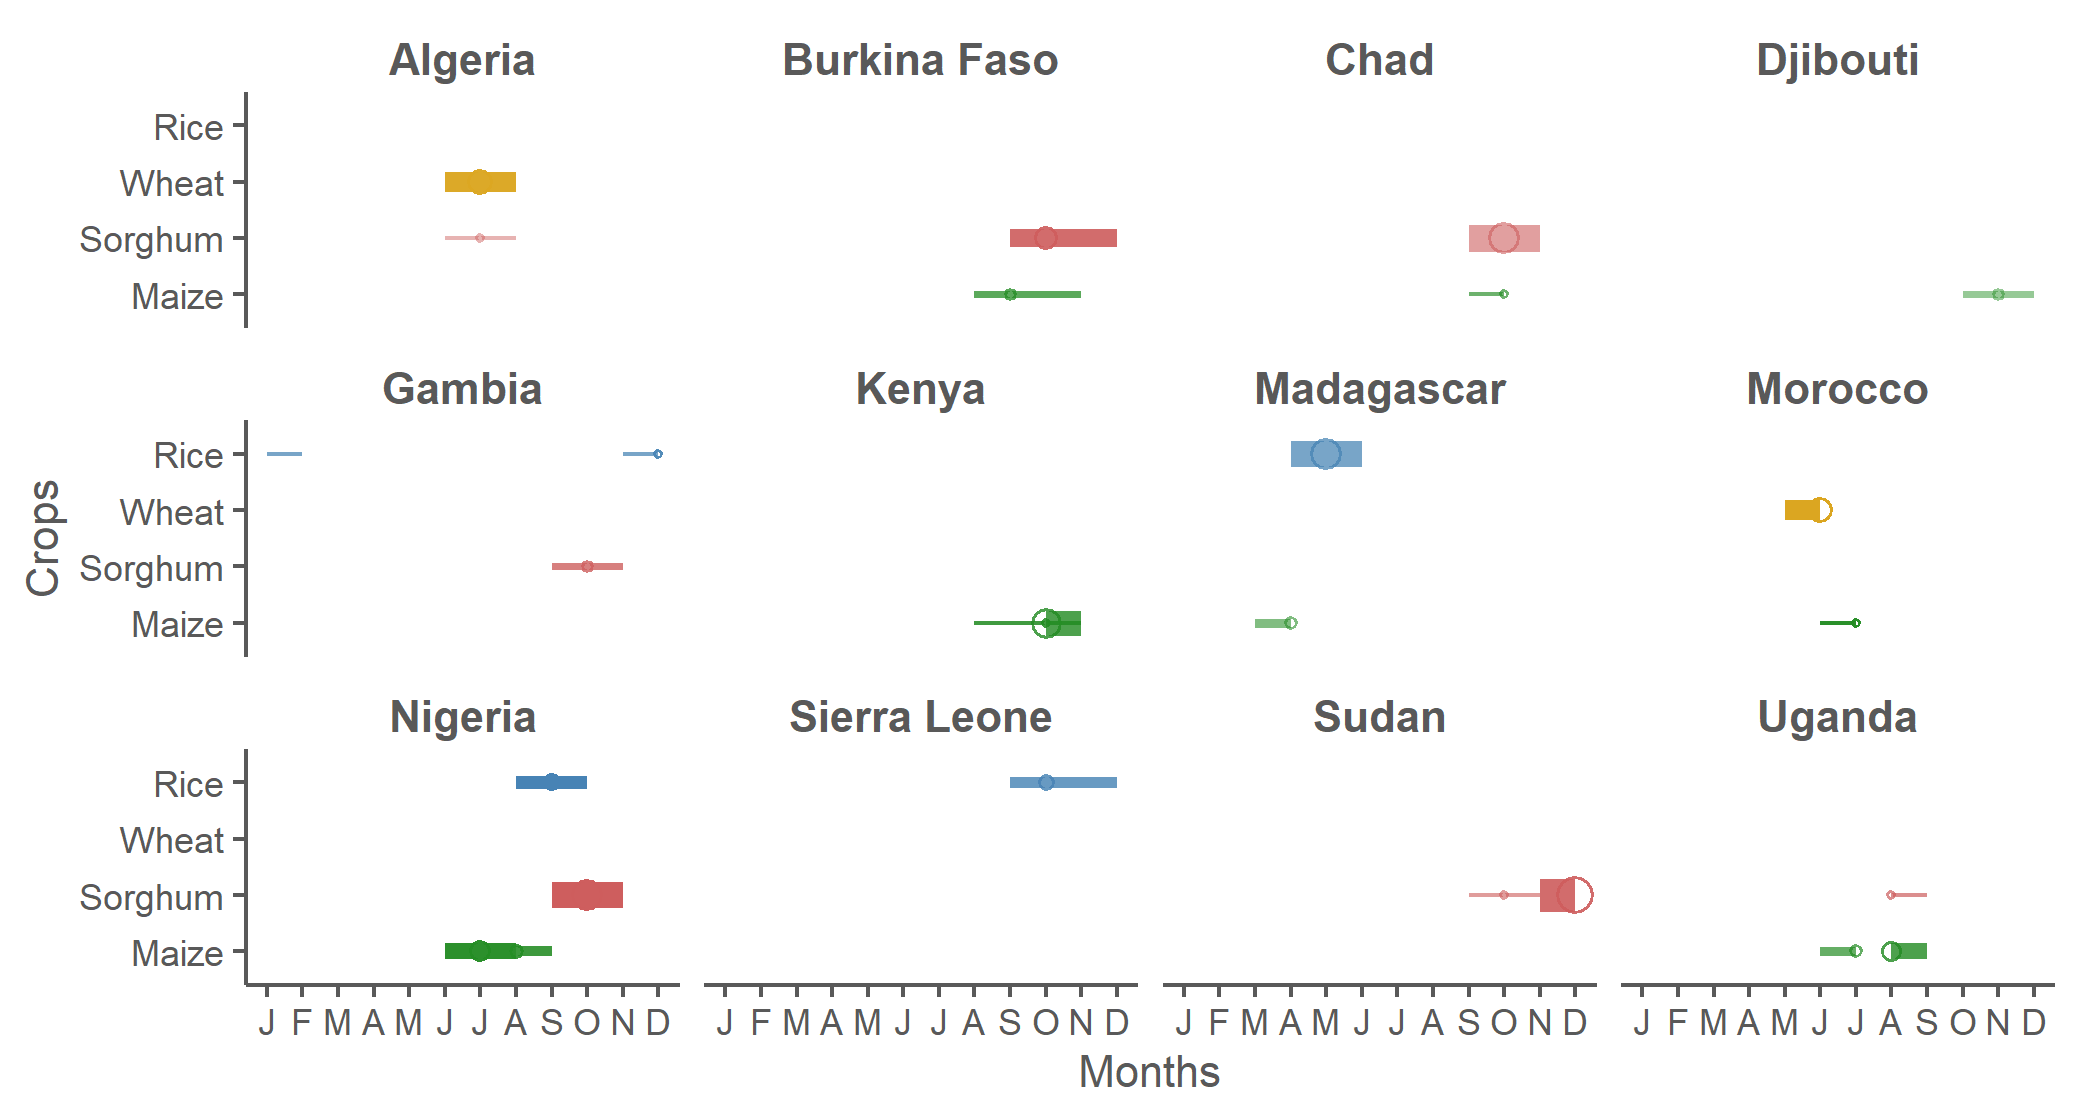 Algeria Burkina Faso Chad Djibouti
Rice
Wheat
Sorghum
Maize
Gambia Kenya Madagascar Morocco
Rice
Wheat
Sorghum
Maize
Crops
Nigeria Sierra Leone Sudan Uganda
Rice
Wheat
Sorghum
Maize
J F M A M J J A S O N D J F M A M J J A S O N D J F M A M J J A S O N D J F M A M J J A S O N D
Months